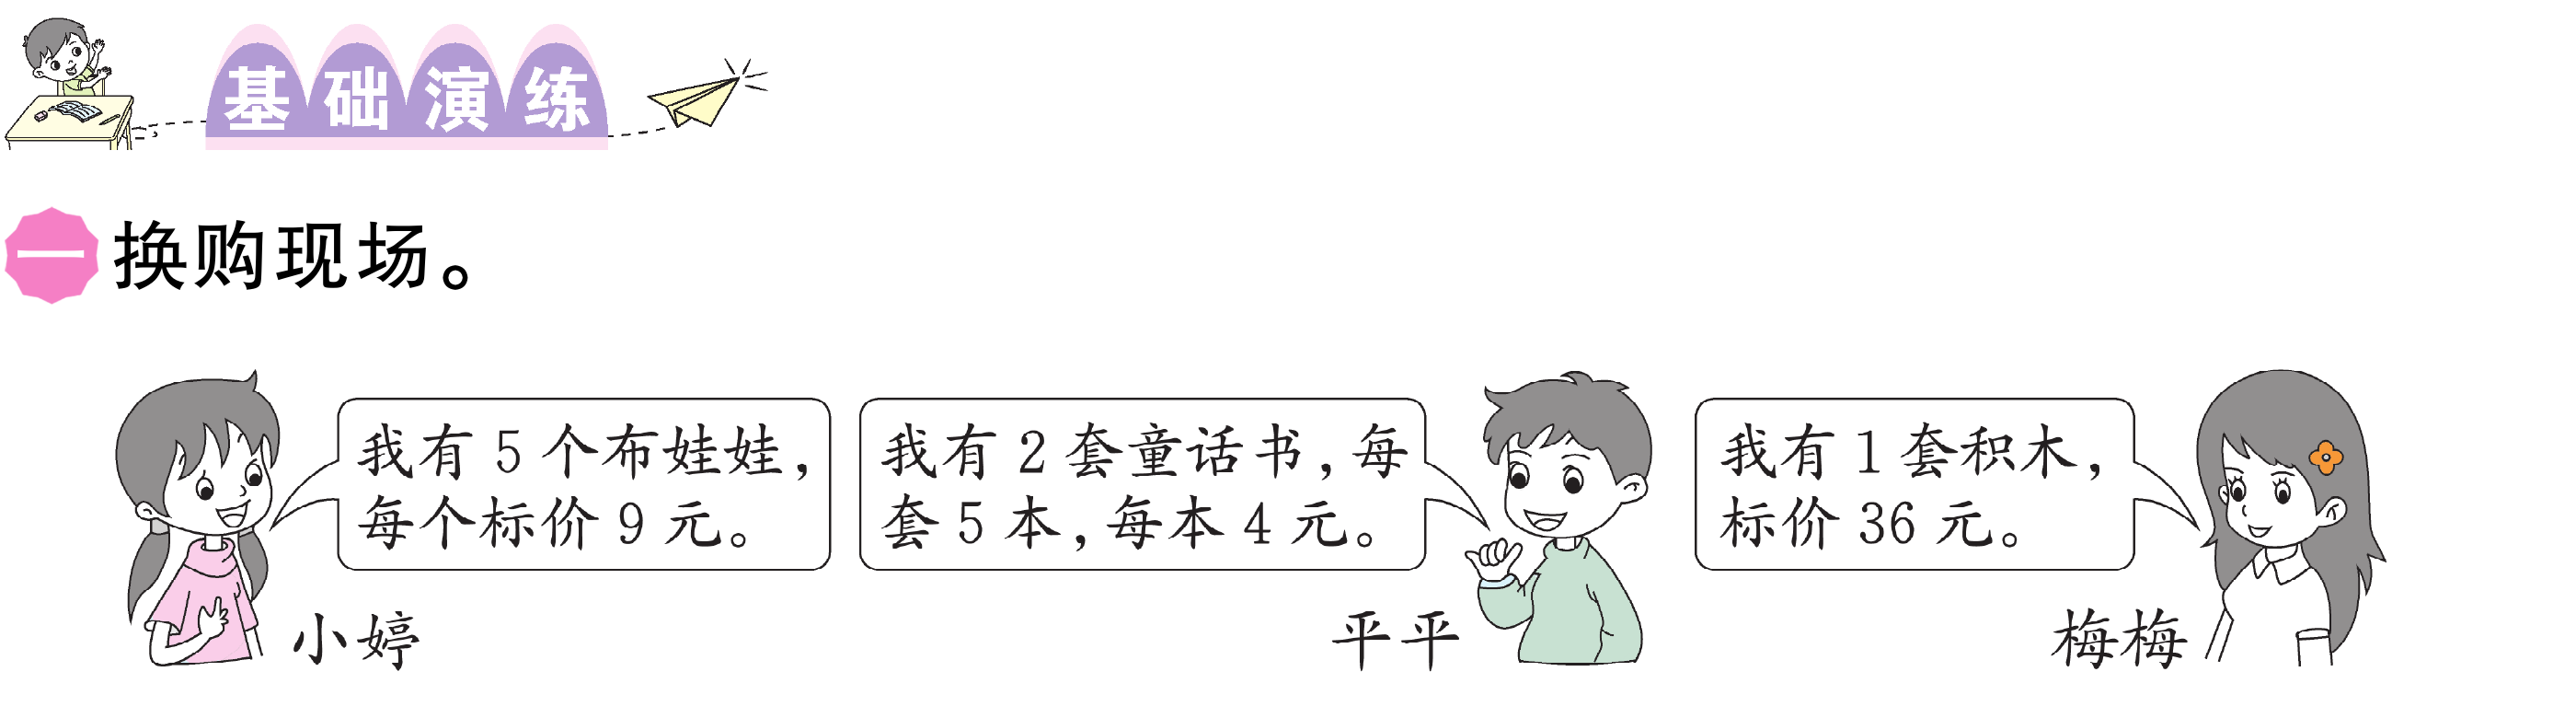 基础演练
一 换购现场。
我有 5 个布娃娃，
每个标价 9 元。
小婷
我有 2 套童话书，每
套 5 本，每本 4 元。
平平
我有 1 套积木，
标价 36 元。
梅梅